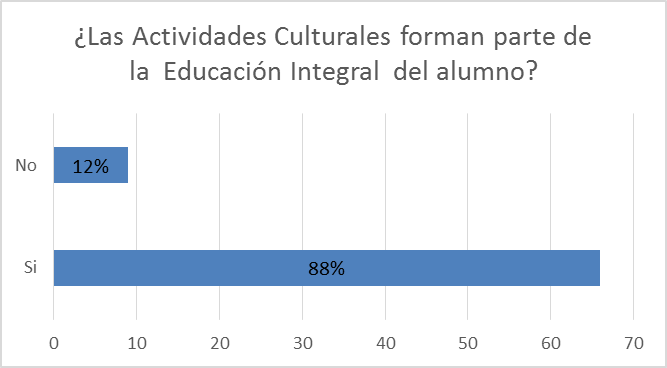 ¿Las Actividades Culturales forman parte de
la Educación Integral del alumno?
No 12%
Si 88%
0 10 20 30 40 50 60 70